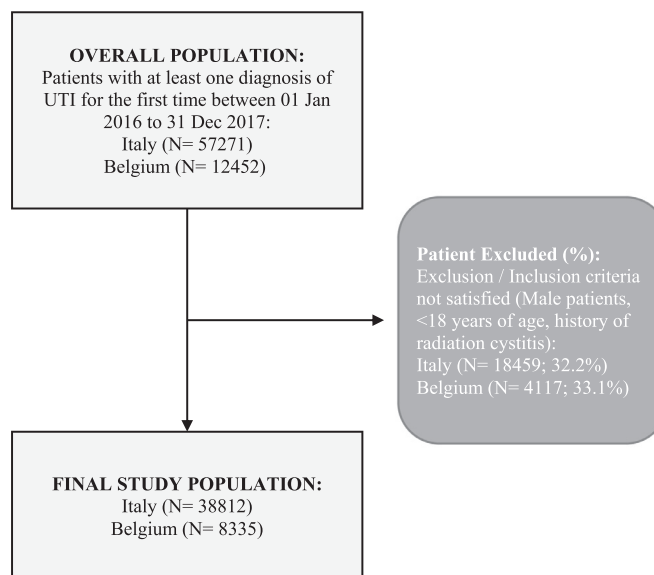 OVERALL POPULATION:
Patients with at least one diagnosis of
UTI for the first time between 01 Jan
2016 to 31 Dec 2017:
Italy (N= 57271)
Belgium (N= 12452)
Patient Excluded (%):
Exclusion / Inclusion criteria
not satisfied (Male patients,
<18 years of age, history of
radiation cystitis):
Italy (N= 18459; 32.2%)
Belgium (N= 4117; 33.1%)
FINAL STUDY POPULATION:
Italy (N= 38812)
Belgium (N= 8335)